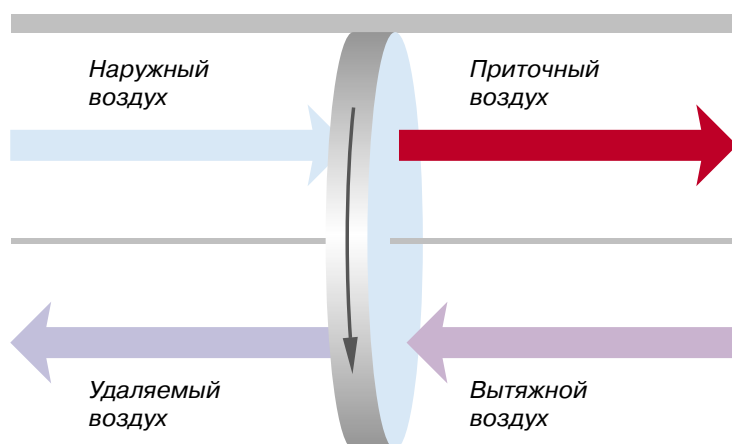 Наружный
воздух
Приточный
воздух
Удаляемый
воздух
Вытяжной
воздух